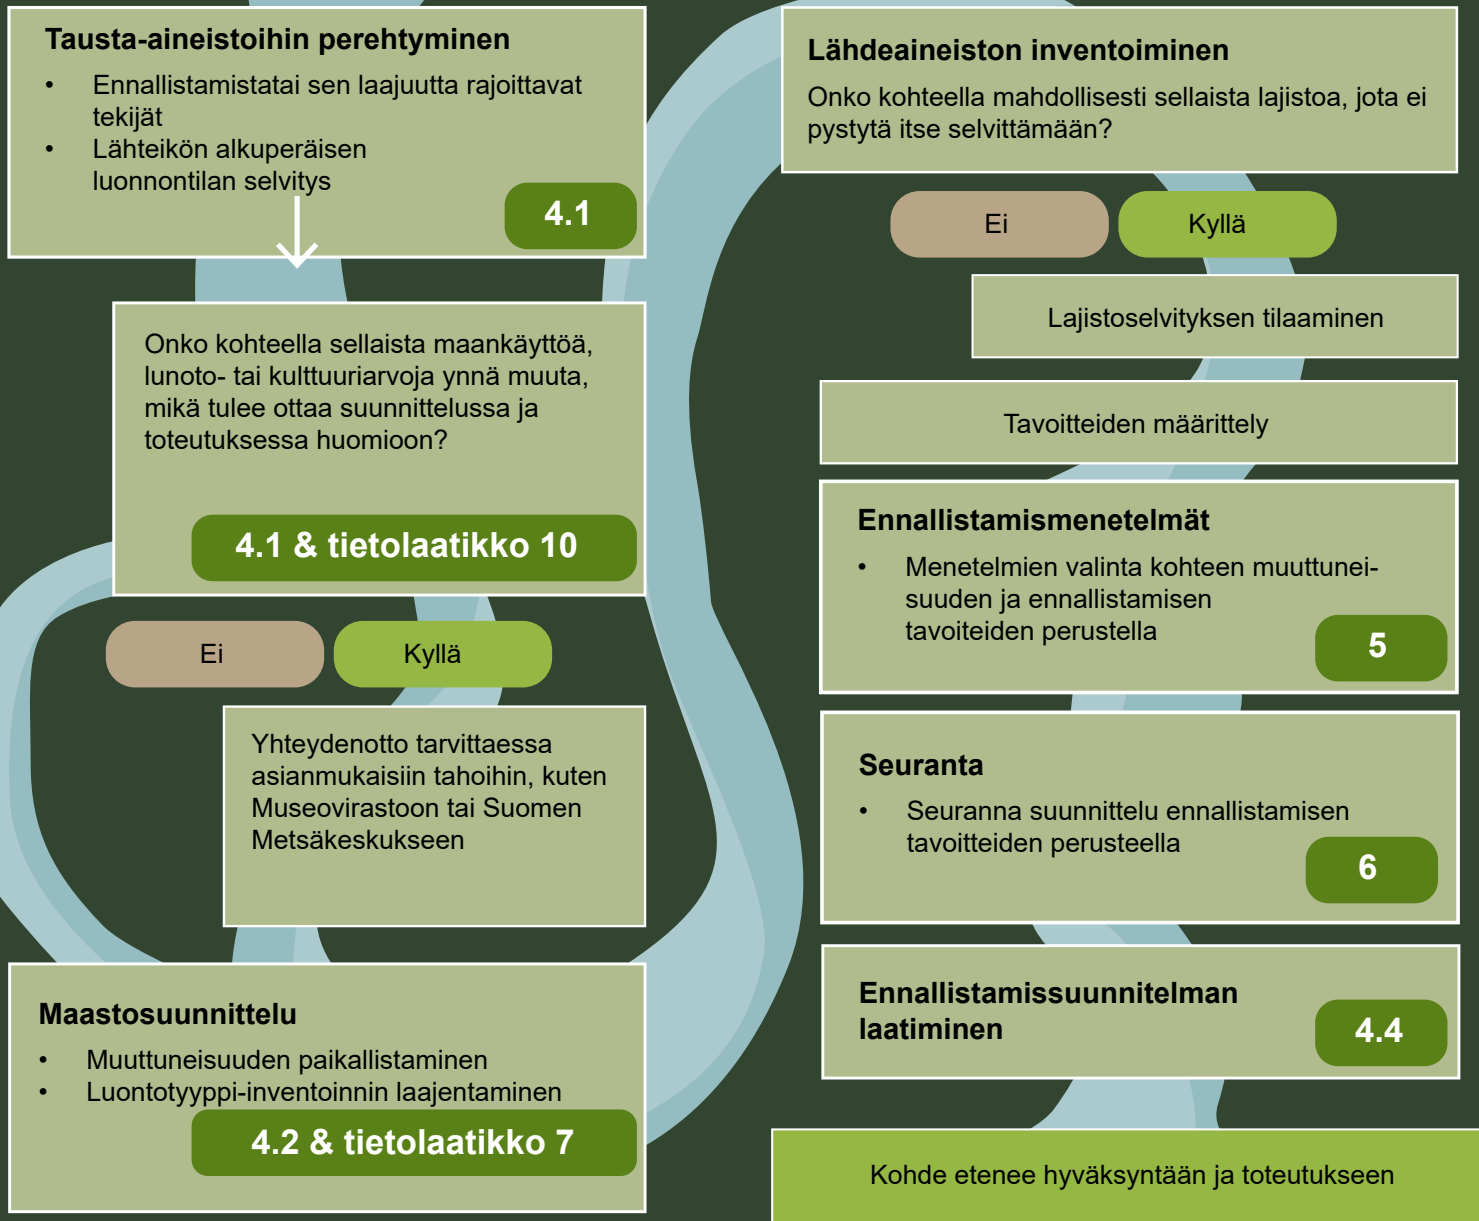 Tausta-aineistoihin perehtyminen
• Ennallistamistatai sen laajuutta rajoittavat
tekijät
• Lähteikön alkuperäisen
luonnontilan selvitys
4.1
Onko kohteella sellaista maankäyttöä,
lunoto- tai kulttuuriarvoja ynnä muuta,
mikä tulee ottaa suunnittelussa ja
toteutuksessa huomioon?
4.1 & tietolaatikko 10
Ei
Kyllä
Yhteydenotto tarvittaessa
asianmukaisiin tahoihin, kuten
Museovirastoon tai Suomen
Metsäkeskukseen
Maastosuunnittelu
• Muuttuneisuuden paikallistaminen
• Luontotyyppi-inventoinnin laajentaminen
4.2 & tietolaatikko 7
Lähdeaineiston inventoiminen
Onko kohteella mahdollisesti sellaista lajistoa, jota ei
pystytä itse selvittämään?
Ei
Kyllä
Lajistoselvityksen tilaaminen
Tavoitteiden määrittely
Ennallistamismenetelmät
• Menetelmien valinta kohteen muuttunei-
suuden ja ennallistamisen
tavoiteiden perustella
5
Seuranta
• Seuranna suunnittelu ennallistamisen
tavoitteiden perusteella
6
Ennallistamissuunnitelman
laatiminen
4.4
Kohde etenee hyväksyntään ja toteutukseen